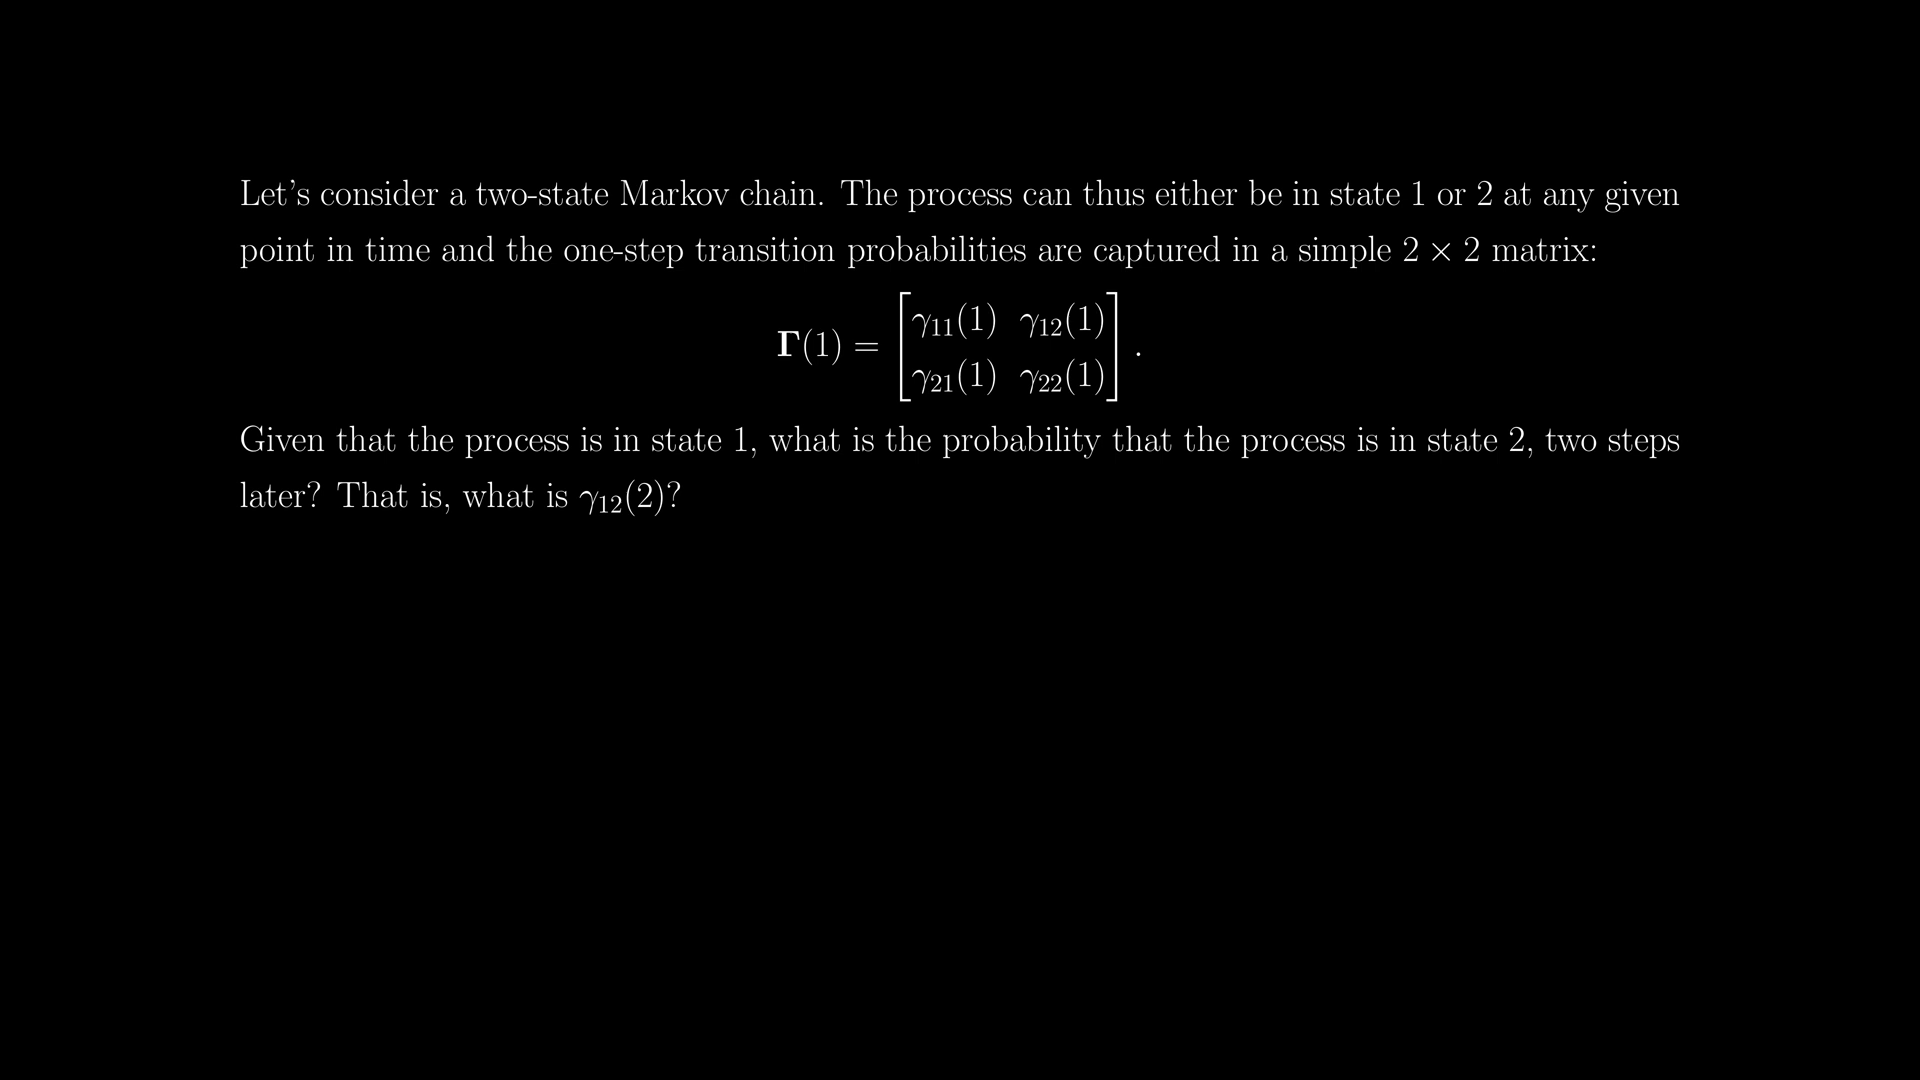 Let's consider a two-state Markov chain. The process can thus either be in state 1 or 2 at any given
point in time and the one-step transition probabilities are captured in a simple 2 × 2 matrix:
𝚪(1) = [γ₁₁(1) γ₁₂(1)
γ₂₁(1) γ₂₂(1)] .
Given that the process is in state 1, what is the probability that the process is in state 2, two steps
later? That is, what is γ₁₂(2)?